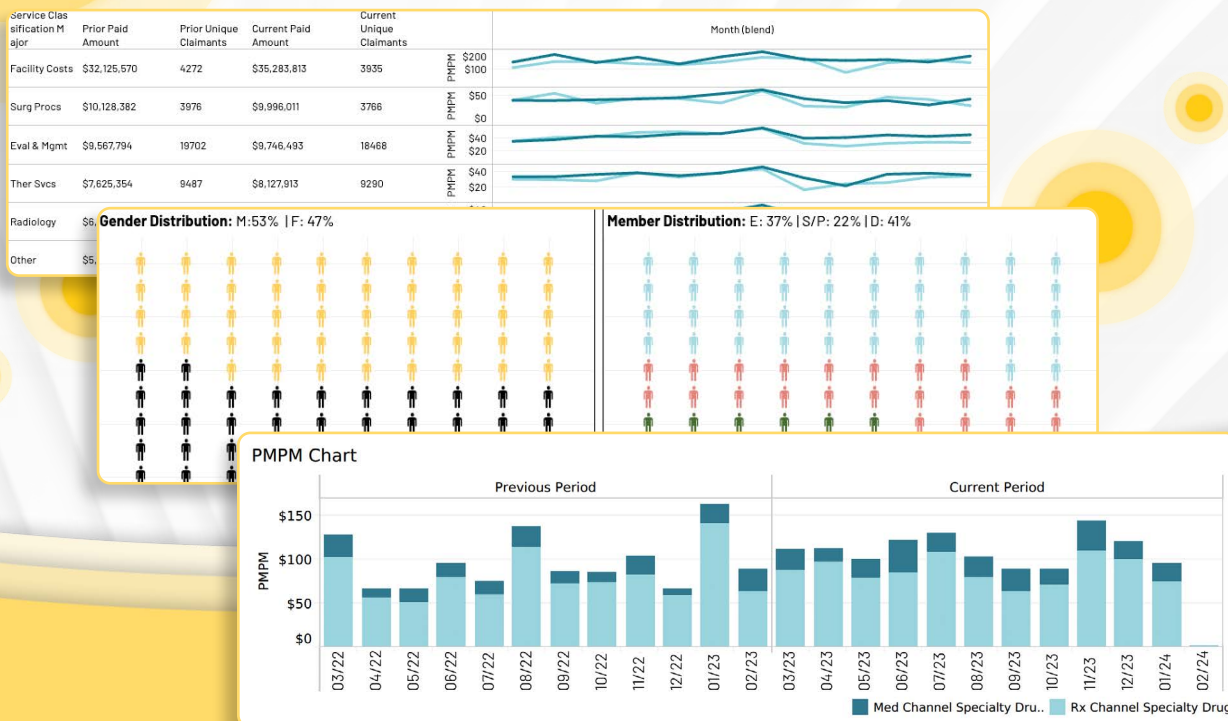 Service Clas
sification M
ajor
Prior Paid
Amount
Prior Unique
Claimants
Current Paid
Amount
Current
Unique
Claimants
Month (blend)
Facility Costs $32,125,570 4272 $35,283,813 3935 PMPM $200 $100
Surg Procs $10,128,382 3976 $9,996,011 3766 PMPM $50 $0
Eval & Mgmt $9,567,794 19702 $9,746,493 18468 PMPM $40 $20
Ther Svcs $7,625,354 9487 $8,127,913 9290 PMPM $40 $20
Radiology $6,
Other $5,
Gender Distribution: M:53% | F: 47%
Member Distribution: E: 37% | S/P: 22% | D: 41%
PMPM Chart
Previous Period Current Period
PMPM
$150
$100
$50
$0
03/22 04/22 05/22 06/22 07/22 08/22 09/22 10/22 11/22 12/22 01/23 02/23 03/23 04/23 05/23 06/23 07/23 08/23 09/23 10/23 11/23 12/23 01/24 02/24
Med Channel Specialty Dru.. Rx Channel Specialty Drug